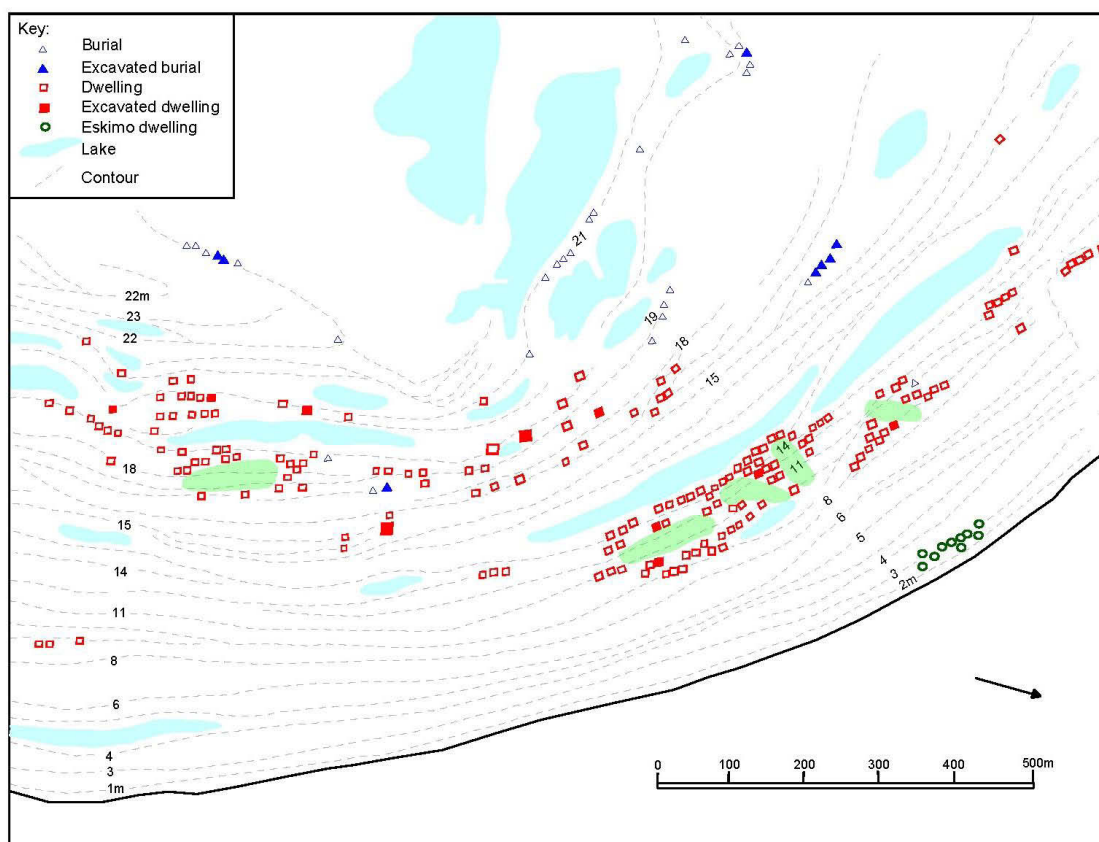 Key:
Burial
Excavated burial
Dwelling
Excavated dwelling
Eskimo dwelling
Lake
Contour
21
22m
23
22
19
18
15
18
14
11
15
8
6
14
5
4
11
3
2m
8
6
4
3
1m
0 100 200 300 400 500m